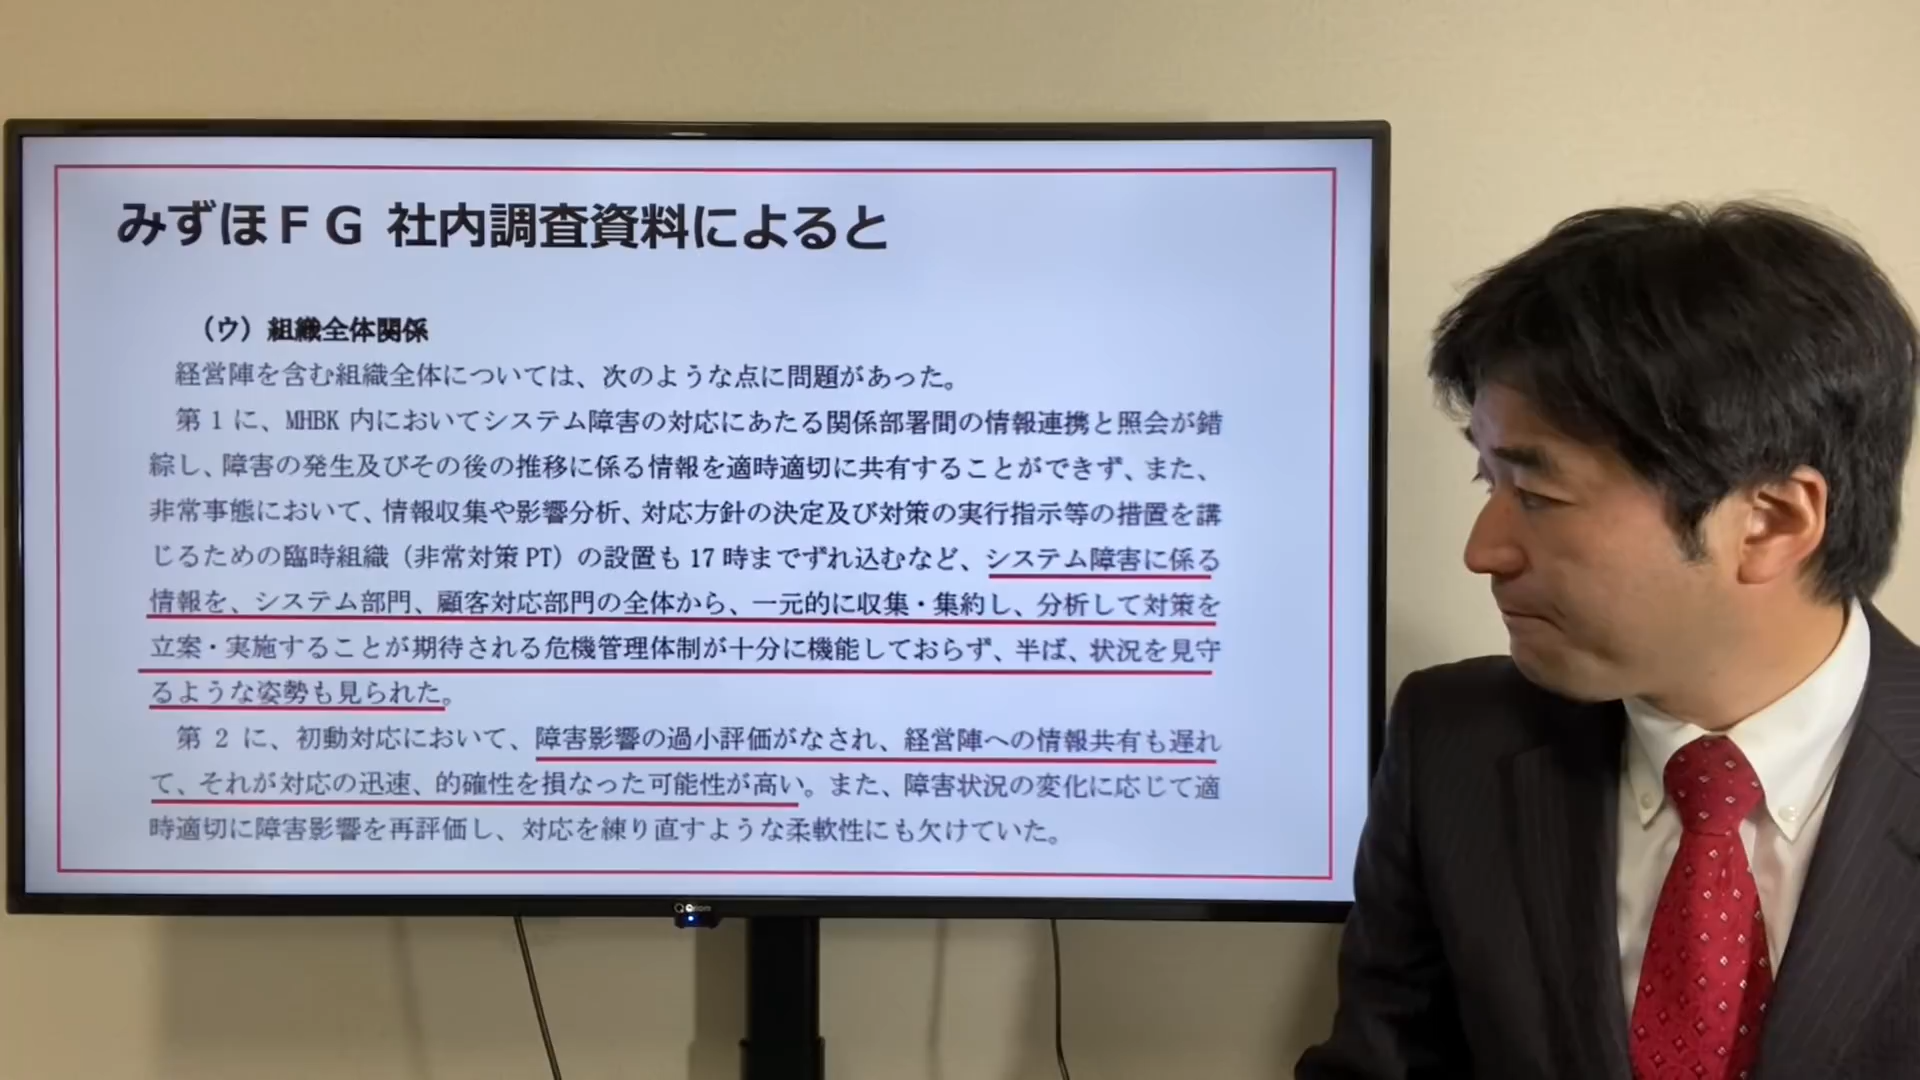 みずほＦＧ 社内調査資料によると
（ウ）組織全体関係
経営陣を含む組織全体については、次のような点に問題があった。
第 1 に、MHBK 内においてシステム障害の対応にあたる関係部署間の情報連携と照会が錯
綜し、障害の発生及びその後の推移に係る情報を適時適切に共有することができず、また、
非常事態において、情報収集や影響分析、対応方針の決定及び対策の実行指示等の措置を講
じるための臨時組織（非常対策 PT）の設置も 17 時までずれ込むなど、システム障害に係る
情報を、システム部門、顧客対応部門の全体から、一元的に収集・集約し、分析して対策を
立案・実施することが期待される危機管理体制が十分に機能しておらず、半ば、状況を見守
るような姿勢も見られた。
第 2 に、初動対応において、障害影響の過小評価がなされ、経営陣への情報共有も遅れ
て、それが対応の迅速、的確性を損なった可能性が高い。また、障害状況の変化に応じて適
時適切に障害影響を再評価し、対応を練り直すような柔軟性にも欠けていた。